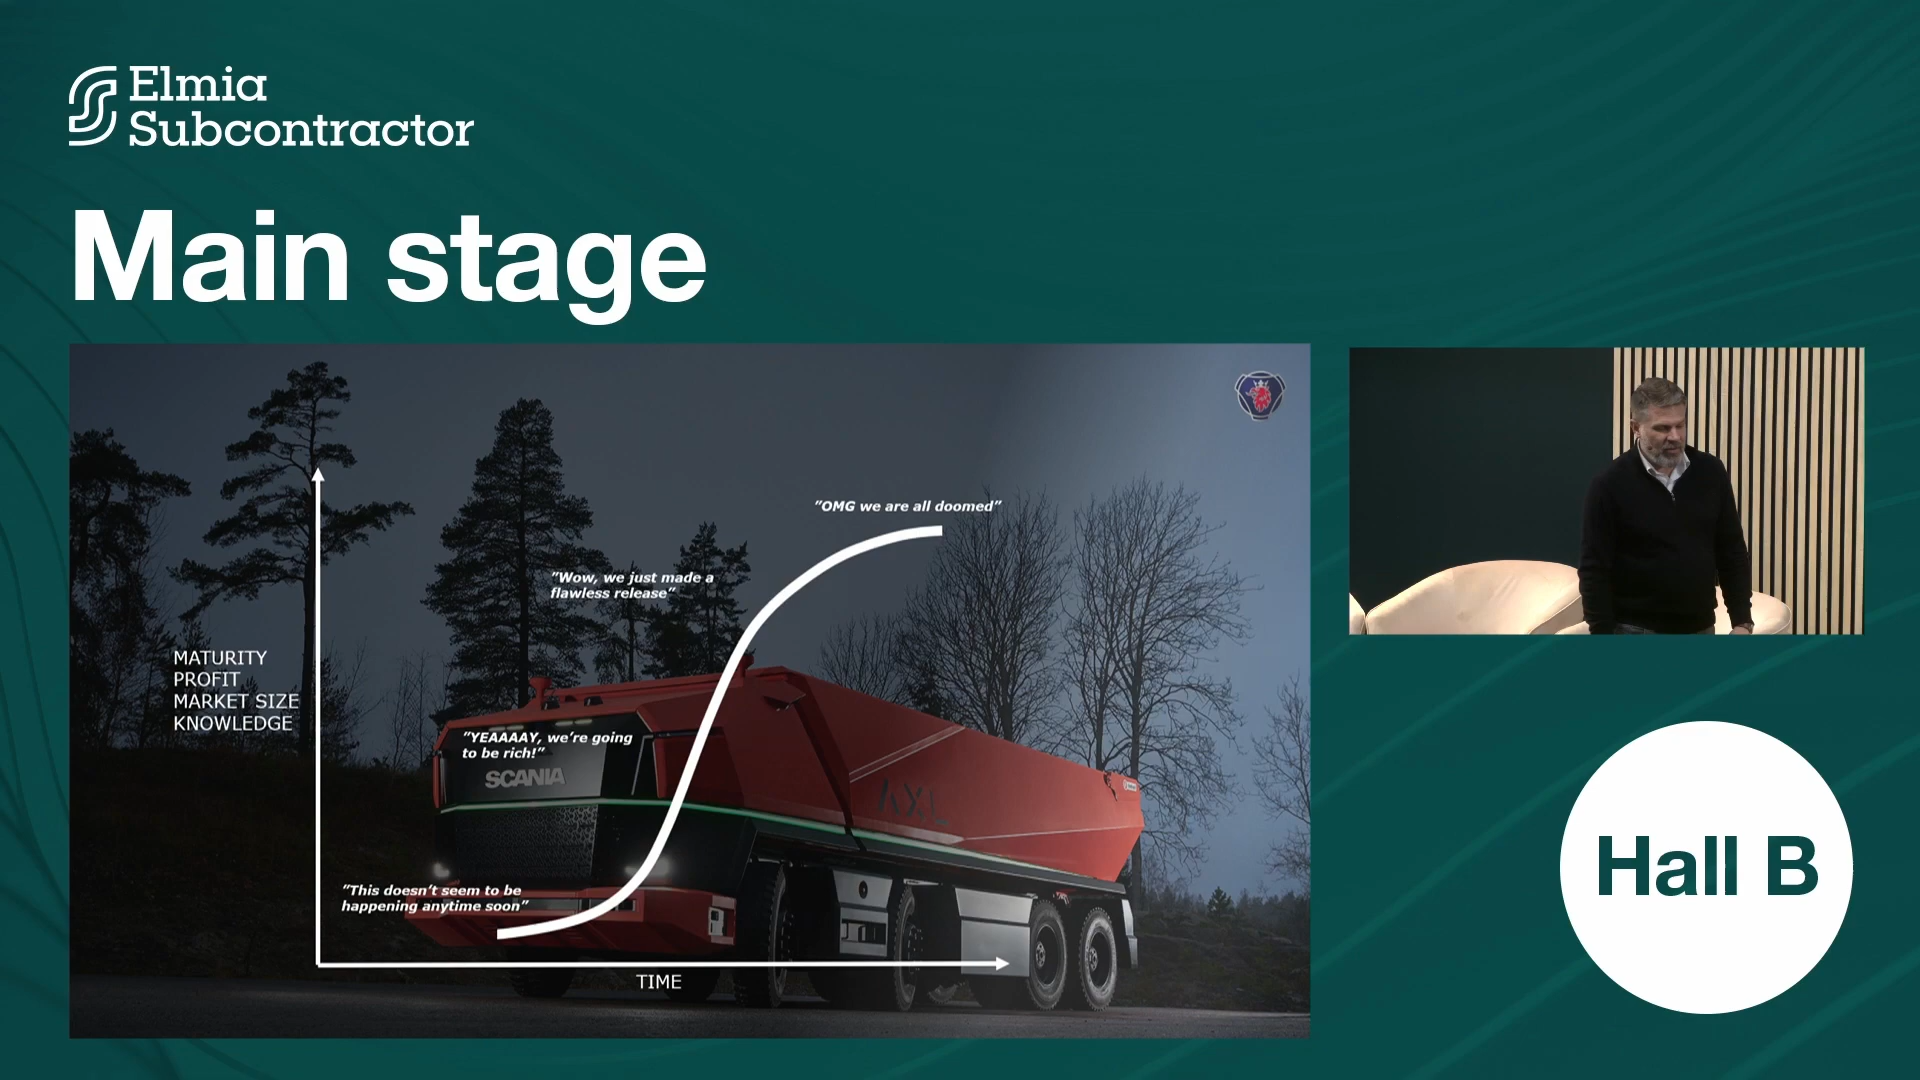 Elmia
Subcontractor
Main stage
"OMG we are all doomed"
"Wow, we just made a
flawless release"
MATURITY
PROFIT
MARKET SIZE
KNOWLEDGE
"YEAAAAY, we're going
to be rich!"
SCANIA
AXL
"This doesn't seem to be
happening anytime soon"
TIME
Hall B